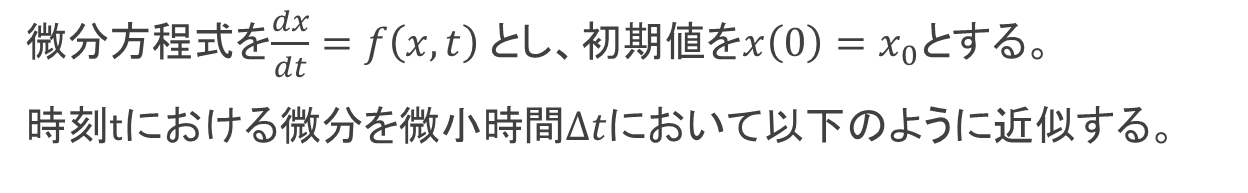 微分方程式を$\frac{dx}{dt} = f(x,t)$ とし、初期値を$x(0) = x_0$とする。
時刻tにおける微分を微小時間$\Delta t$において以下のように近似する。